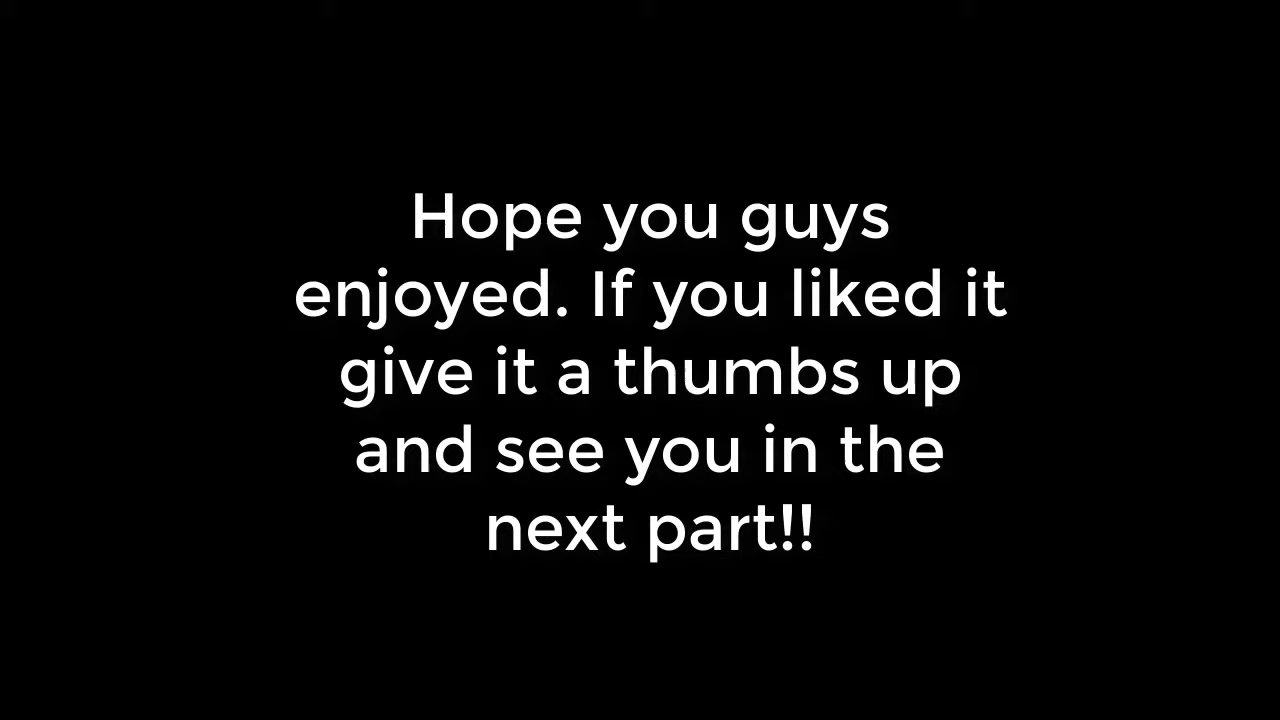 Hope you guys
enjoyed. If you liked it
give it a thumbs up
and see you in the
next part!!